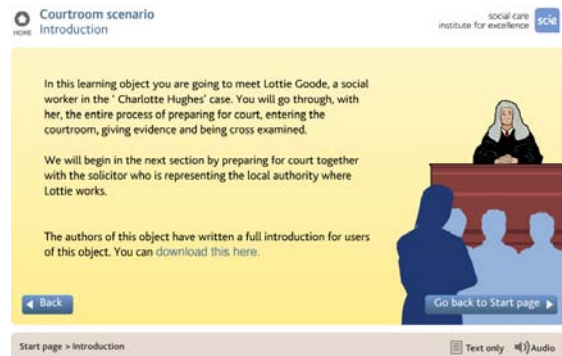 Courtroom scenario
Introduction
HOME
social care
institute for excellence
scie
In this learning object you are going to meet Lottie Goode, a social
worker in the ' Charlotte Hughes' case. You will go through, with
her, the entire process of preparing for court, entering the
courtroom, giving evidence and being cross examined.
We will begin in the next section by preparing for court together
with the solicitor who is representing the local authority where
Lottie works.
The authors of this object have written a full introduction for users
of this object. You can download this here.
Back
Go back to Start page
Start page > Introduction
Text only
Audio